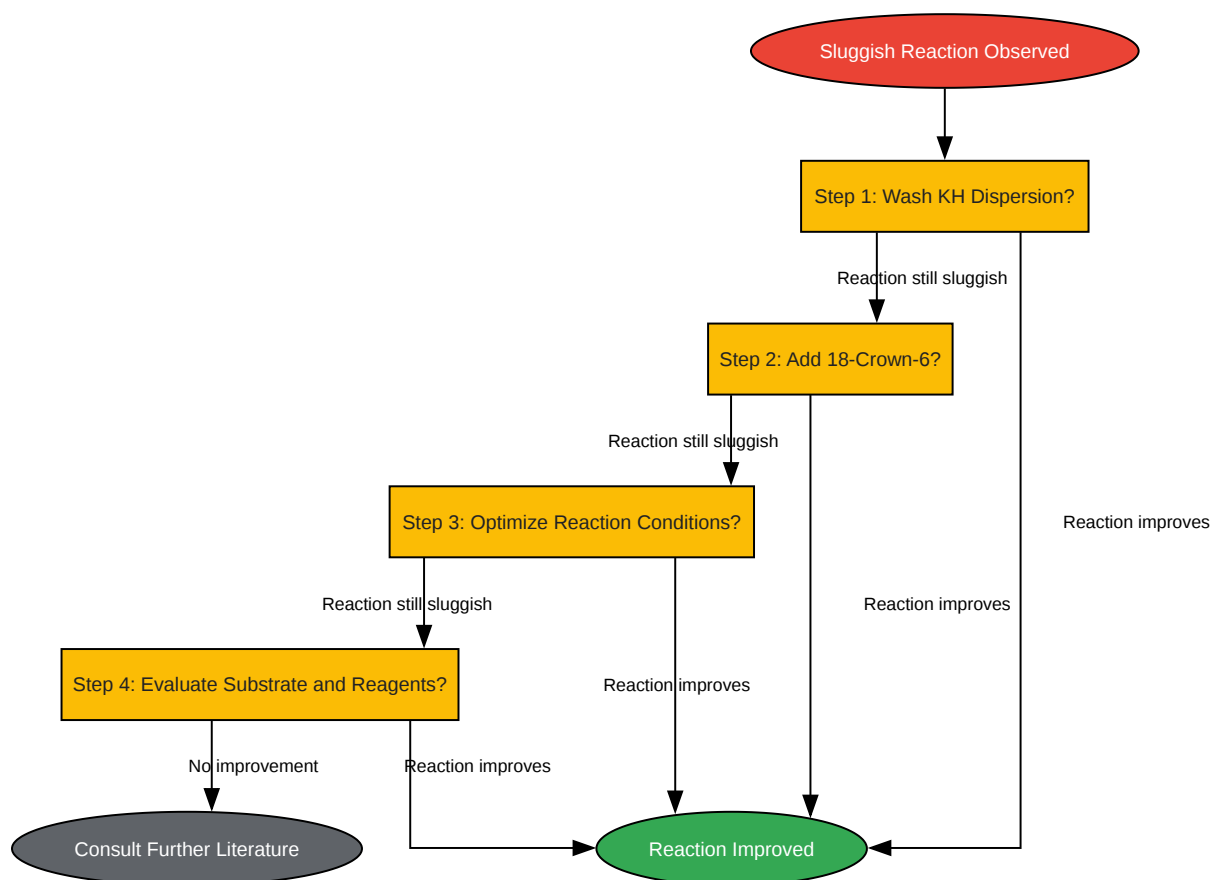 Sluggish Reaction Observed
Step 1: Wash KH Dispersion?
Reaction still sluggish
Step 2: Add 18-Crown-6?
Reaction still sluggish
Step 3: Optimize Reaction Conditions?
Reaction improves
Reaction still sluggish
Reaction improves
Step 4: Evaluate Substrate and Reagents?
Reaction improves
No improvement
Reaction improves
Consult Further Literature
Reaction Improved